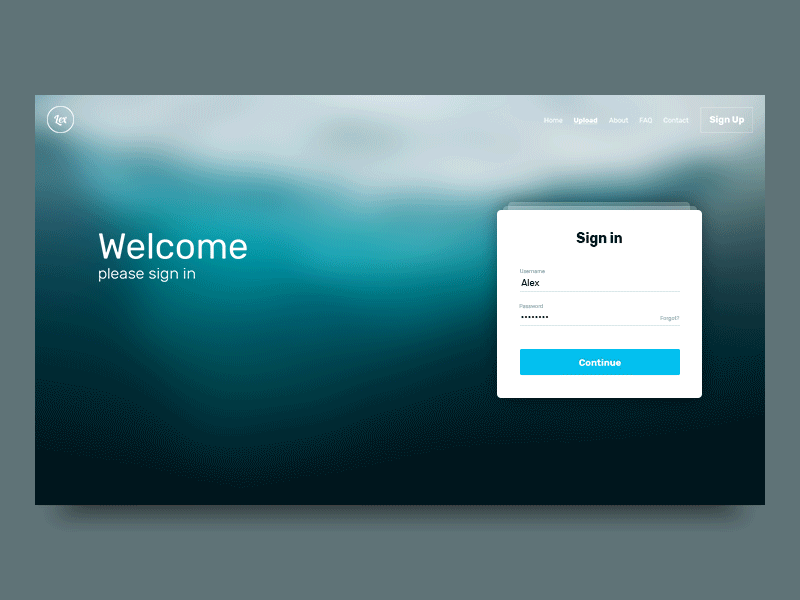 Lex
Home Upload About FAQ Contact Sign Up
Welcome
please sign in
Sign in
Username
Alex
Password
•••••••• Forgot?
Continue